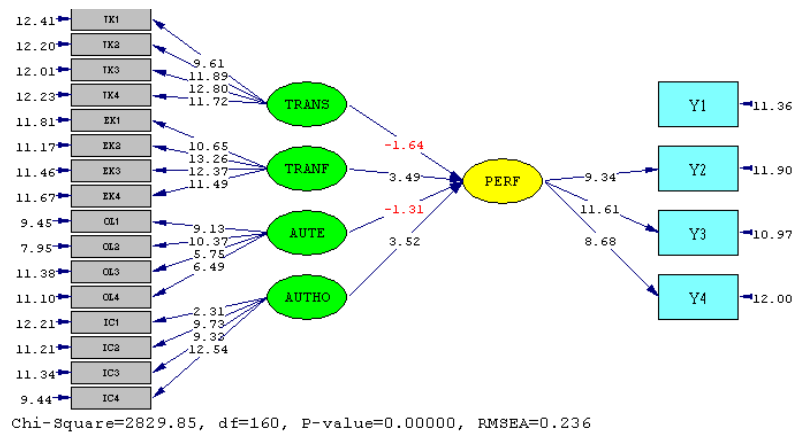 12.41 TK1
12.20 TK2
12.01 TK3
12.23 TK4
11.81 EK1
11.17 EK2
11.46 EK3
11.67 EK4
9.45 OL1
7.95 OL2
11.38 OL3
11.10 OL4
12.21 IC1
11.21 IC2
11.34 IC3
9.44 IC4
9.61
11.89
12.80
11.72
10.65
13.26
12.37
11.49
9.13
10.37
5.75
6.49
2.31
9.73
9.33
12.54
TRANS
TRANF
AUTE
AUTHO
-1.64
3.49
-1.31
3.52
PERF
9.34
11.61
8.68
Y1 11.36
Y2 11.90
Y3 10.97
Y4 12.00
Chi-Square=2829.85, df=160, P-value=0.00000, RMSEA=0.236